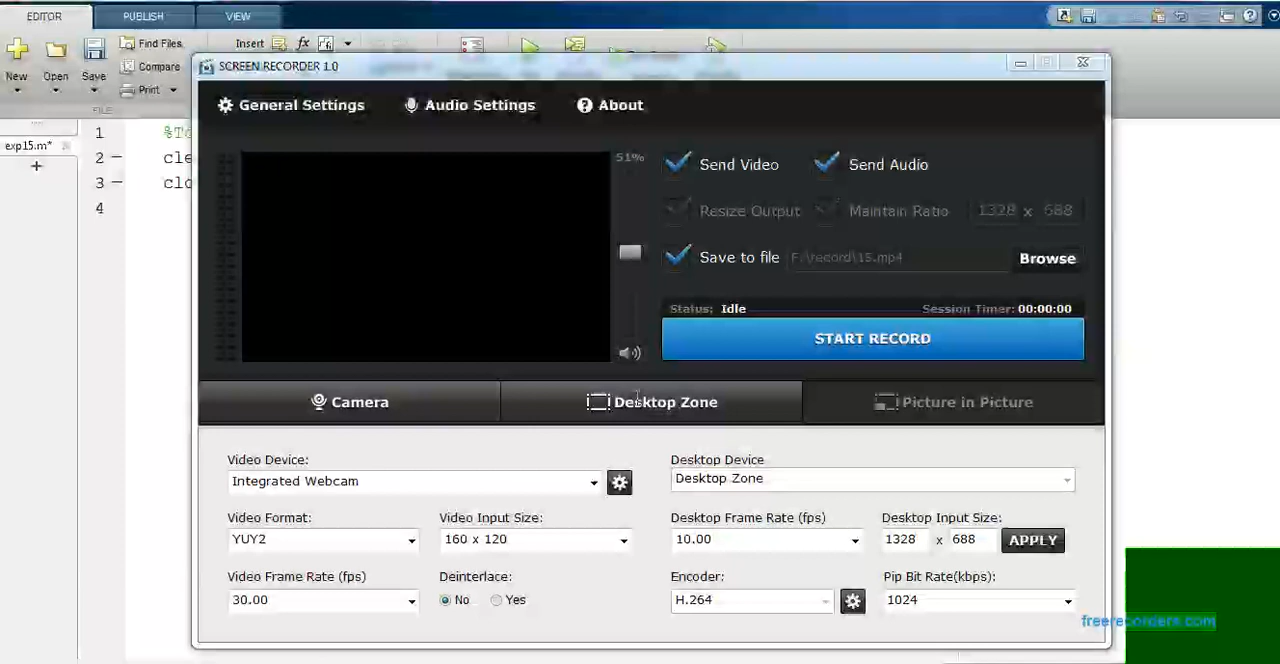 EDITOR PUBLISH VIEW
New Open Save Find Files Compare Print Insert fx
FILE
exp15.m*
+
1 %To
2 cle
3 clo
4
SCREEN RECORDER 1.0
General Settings Audio Settings About
51%
Send Video Send Audio
Resize Output Maintain Ratio 1328 x 688
Save to file F:\record\15.mp4 Browse
Status: Idle Session Timer: 00:00:00
START RECORD
Camera Desktop Zone Picture in Picture
Video Device: Desktop Device
Integrated Webcam Desktop Zone
Video Format: Video Input Size: Desktop Frame Rate (fps) Desktop Input Size:
YUY2 160 x 120 10.00 1328 x 688 APPLY
Video Frame Rate (fps) Deinterlace: Encoder: Pip Bit Rate(kbps):
30.00 No Yes H.264 1024
freerecorders.com